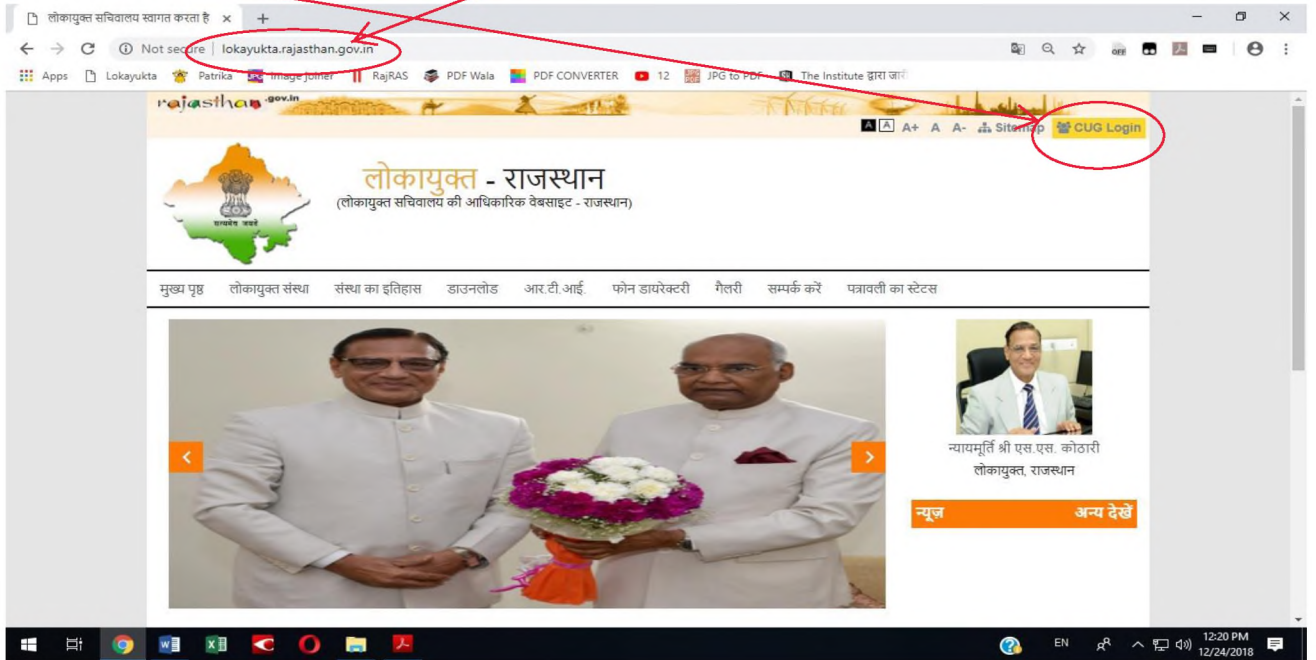 लोकायुक्त सचिवालय स्वागत करता है
Not secure | lokayukta.rajasthan.gov.in
OFF
Apps Lokayukta Patrika Image Joiner RajRAS PDF Wala PDF CONVERTER 12 JPG to PDF The Institute द्वारा जारी
rajasthan.gov.in
A A A+ A A- Sitemap CUG Login
लोकायुक्त - राजस्थान
(लोकायुक्त सचिवालय की आधिकारिक वेबसाइट - राजस्थान)
सत्यमेव जयते
मुख्य पृष्ठ लोकायुक्त संस्था संस्था का इतिहास डाउनलोड आर.टी.आई. फोन डायरेक्टरी गैलरी सम्पर्क करें पत्रावली का स्टेटस
न्यायमूर्ति श्री एस.एस. कोठारी
लोकायुक्त, राजस्थान
न्यूज़ अन्य देखें
EN 12:20 PM
12/24/2018